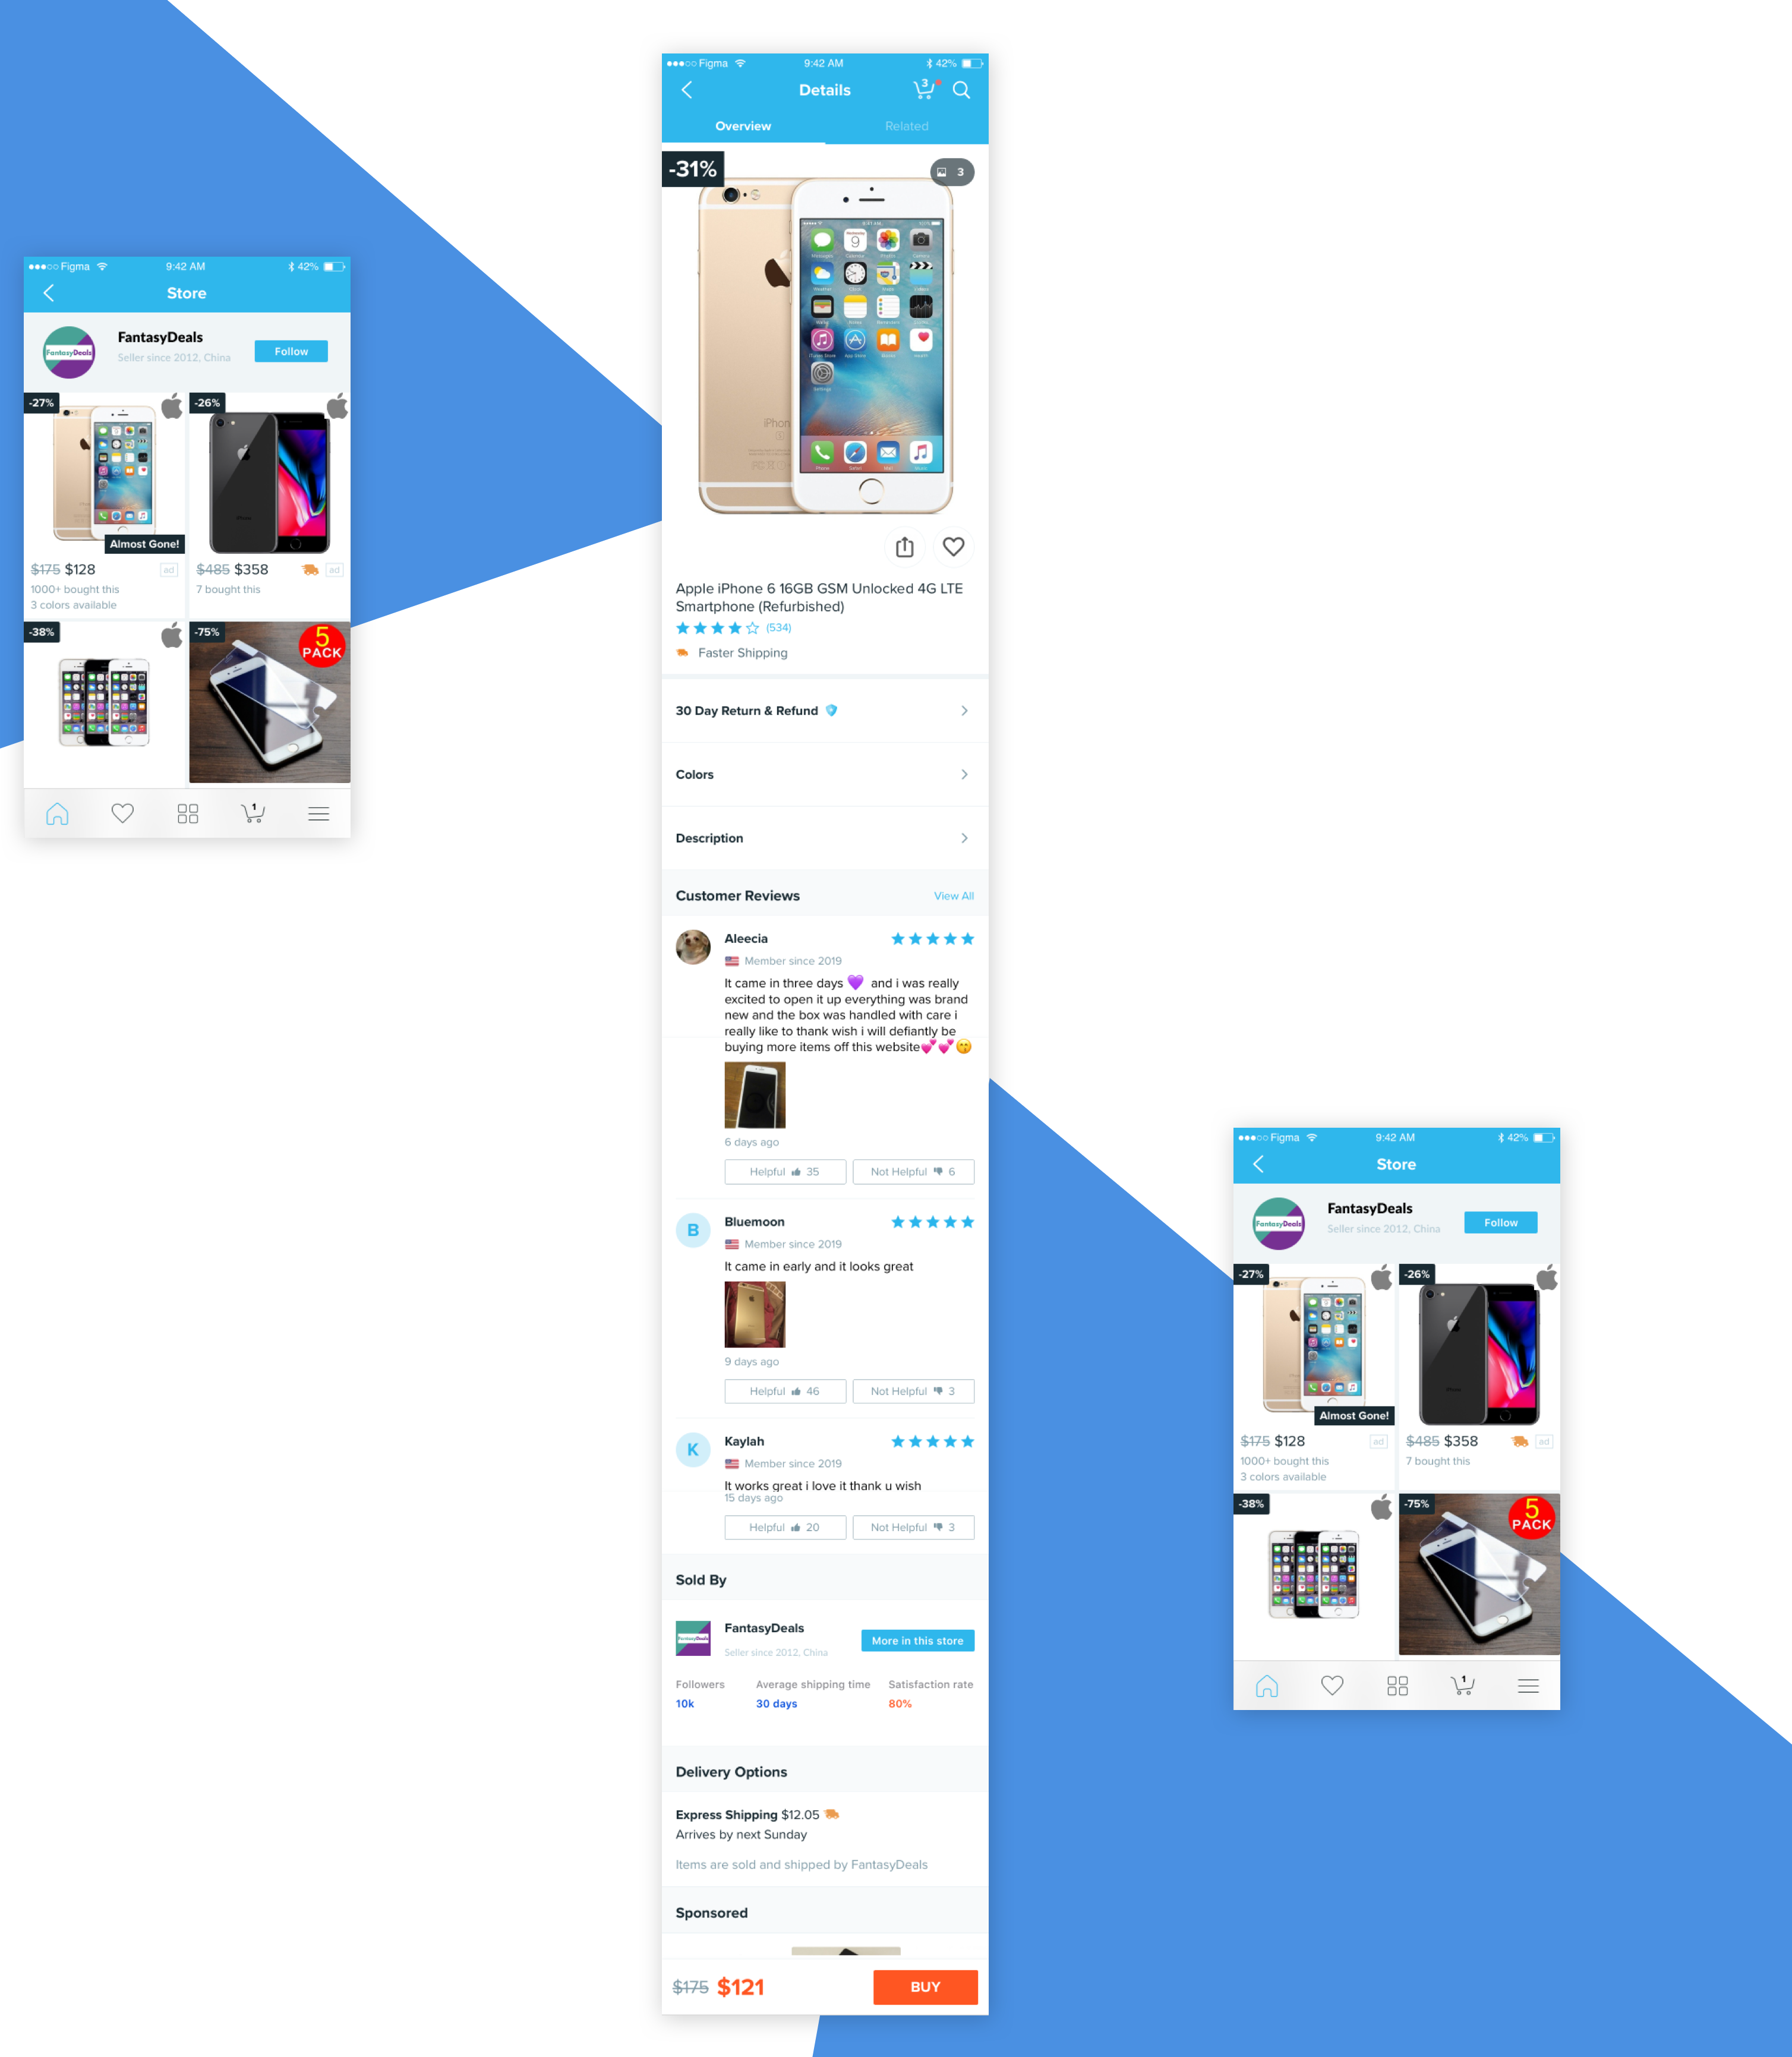 Figma 9:42 AM 42%
Store
FantasyDeals
FantasyDeals
Seller since 2012, China
Follow
-27%
-26%
Almost Gone!
$175 $128 ad
1000+ bought this
3 colors available
$485 $358 ad
7 bought this
-38%
-75%
5
PACK
1
Figma 9:42 AM 42%
Details
3
Overview Related
-31%
3
Apple iPhone 6 16GB GSM Unlocked 4G LTE
Smartphone (Refurbished)
(534)
Faster Shipping
30 Day Return & Refund
Colors
Description
Customer Reviews View All
Aleecia
Member since 2019
It came in three days 💜 and i was really
excited to open it up everything was brand
new and the box was handled with care i
really like to thank wish i will defiantly be
buying more items off this website💕💕😙
6 days ago
Helpful 35 Not Helpful 6
B
Bluemoon
Member since 2019
It came in early and it looks great
9 days ago
Helpful 46 Not Helpful 3
K
Kaylah
Member since 2019
It works great i love it thank u wish
15 days ago
Helpful 20 Not Helpful 3
Sold By
FantasyDeals
FantasyDeals
Seller since 2012, China
More in this store
Followers Average shipping time Satisfaction rate
10k 30 days 80%
Delivery Options
Express Shipping $12.05
Arrives by next Sunday
Items are sold and shipped by FantasyDeals
Sponsored
$175 $121 BUY
Figma 9:42 AM 42%
Store
FantasyDeals
FantasyDeals
Seller since 2012, China
Follow
-27%
-26%
Almost Gone!
$175 $128 ad
1000+ bought this
3 colors available
$485 $358 ad
7 bought this
-38%
-75%
5
PACK
1